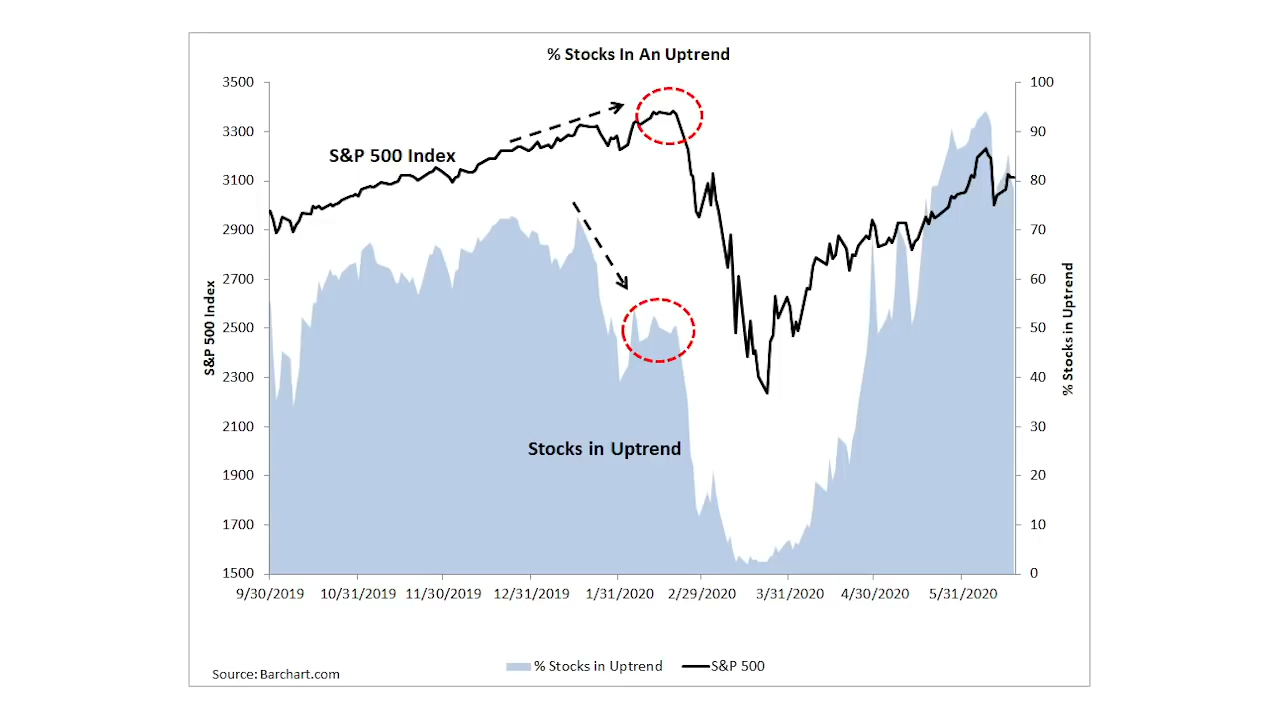 % Stocks In An Uptrend
3500
3300
3100
2900
2700
2500
2300
2100
1900
1700
1500
S&P 500 Index
100
90
80
70
60
50
40
30
20
10
0
% Stocks in Uptrend
S&P 500 Index
Stocks in Uptrend
9/30/2019 10/31/2019 11/30/2019 12/31/2019 1/31/2020 2/29/2020 3/31/2020 4/30/2020 5/31/2020
% Stocks in Uptrend S&P 500
Source: Barchart.com